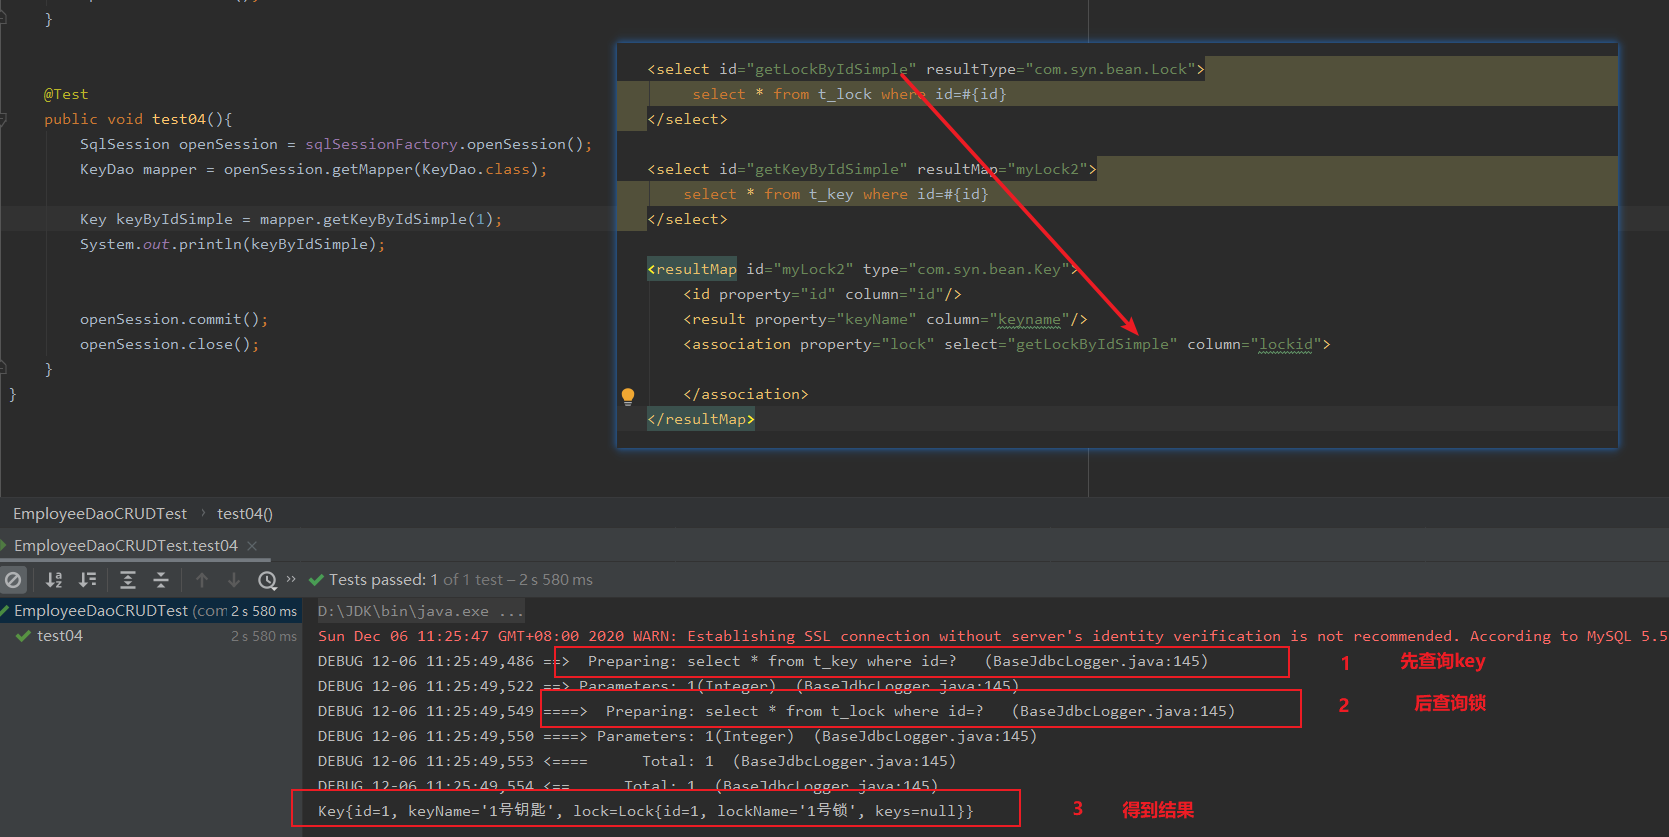 }
@Test
public void test04(){
SqlSession openSession = sqlSessionFactory.openSession();
KeyDao mapper = openSession.getMapper(KeyDao.class);
Key keyByIdSimple = mapper.getKeyByIdSimple(1);
System.out.println(keyByIdSimple);
openSession.commit();
openSession.close();
}
}
<select id="getLockByIdSimple" resultType="com.syn.bean.Lock">
select * from t_lock where id=#{id}
</select>
<select id="getKeyByIdSimple" resultMap="myLock2">
select * from t_key where id=#{id}
</select>
<resultMap id="myLock2" type="com.syn.bean.Key">
<id property="id" column="id"/>
<result property="keyName" column="keyname"/>
<association property="lock" select="getLockByIdSimple" column="lockid">
</association>
</resultMap>
EmployeeDaoCRUDTest › test04()
EmployeeDaoCRUDTest.test04 ×
Tests passed: 1 of 1 test – 2 s 580 ms
EmployeeDaoCRUDTest (com 2 s 580 ms
test04 2 s 580 ms
D:\JDK\bin\java.exe ...
Sun Dec 06 11:25:47 GMT+08:00 2020 WARN: Establishing SSL connection without server's identity verification is not recommended. According to MySQL 5.5
DEBUG 12-06 11:25:49,486 ==>  Preparing: select * from t_key where id=?   (BaseJdbcLogger.java:145)
1 先查询key
DEBUG 12-06 11:25:49,522 ==> Parameters: 1(Integer)  (BaseJdbcLogger.java:145)
DEBUG 12-06 11:25:49,549 ====>  Preparing: select * from t_lock where id=?   (BaseJdbcLogger.java:145)
2 后查询锁
DEBUG 12-06 11:25:49,550 ====> Parameters: 1(Integer)  (BaseJdbcLogger.java:145)
DEBUG 12-06 11:25:49,553 <====      Total: 1  (BaseJdbcLogger.java:145)
DEBUG 12-06 11:25:49,554 <==      Total: 1  (BaseJdbcLogger.java:145)
Key{id=1, keyName='1号钥匙', lock=Lock{id=1, lockName='1号锁', keys=null}}
3 得到结果